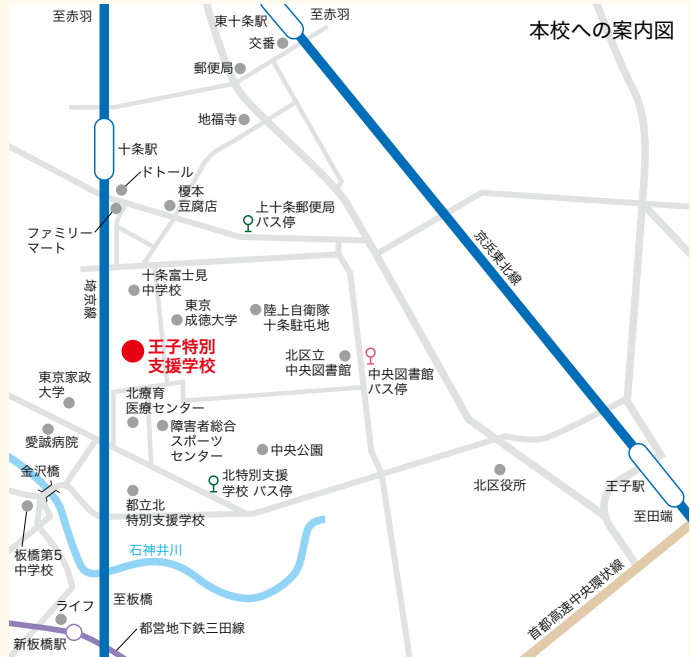 本校への案内図
至赤羽
東十条駅
至赤羽
交番
郵便局
地福寺
十条駅
ドトール
榎本
豆腐店
上十条郵便局
バス停
ファミリー
マート
京浜東北線
埼京線
十条富士見
中学校
東京
成徳大学
陸上自衛隊
十条駐屯地
王子特別
支援学校
北区立
中央図書館
中央図書館
バス停
東京家政
大学
北療育
医療センター
愛誠病院
障害者総合
スポーツ
センター
中央公園
金沢橋
北特別支援
学校 バス停
北区役所
王子駅
都立北
特別支援学校
至田端
板橋第5
中学校
石神井川
首都高速中央環状線
ライフ
至板橋
都営地下鉄三田線
新板橋駅